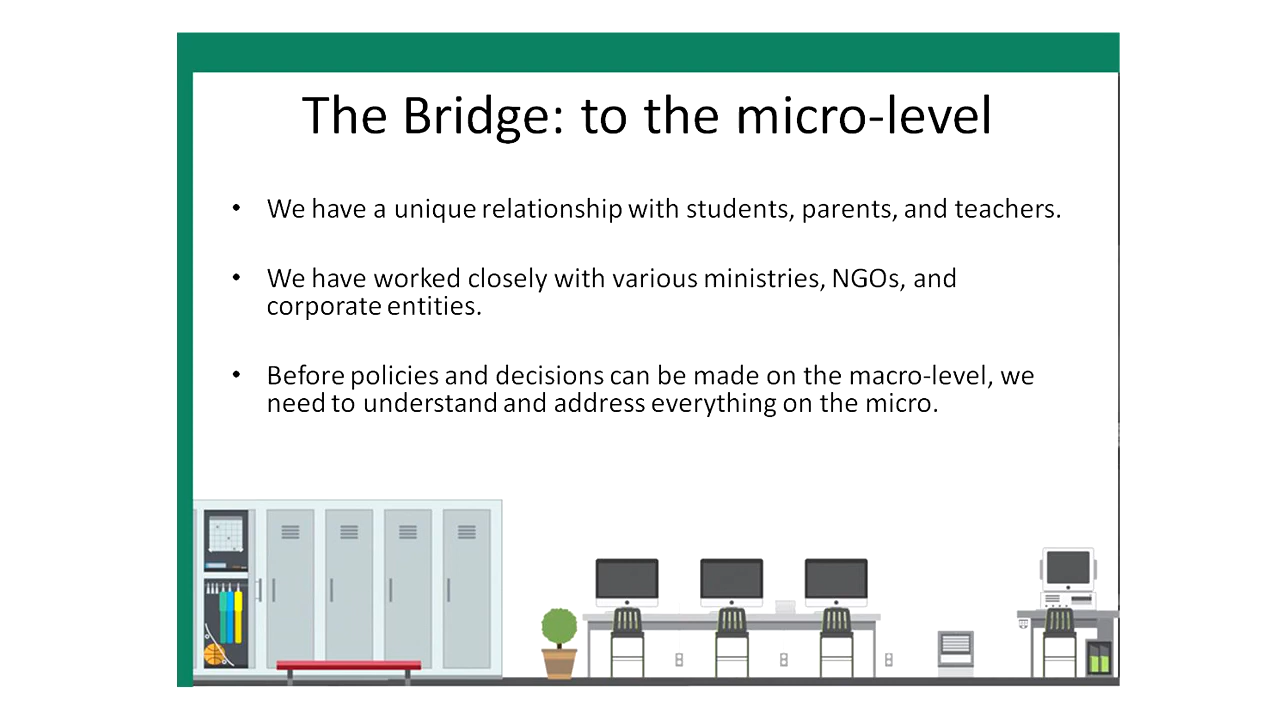 The Bridge: to the micro-level
• We have a unique relationship with students, parents, and teachers.
• We have worked closely with various ministries, NGOs, and
corporate entities.
• Before policies and decisions can be made on the macro-level, we
need to understand and address everything on the micro.